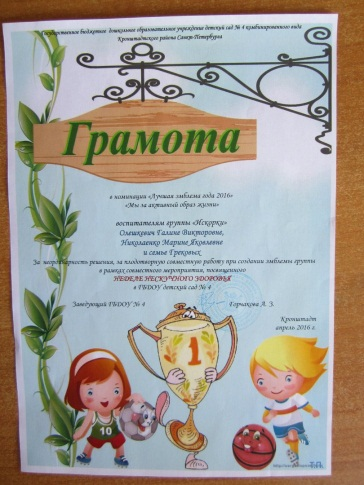 Государственное бюджетное дошкольное образовательное учреждение детский сад № 4 комбинированного вида
Кронштадтского района Санкт-Петербурга
Грамота
в номинации «Лучшая эмблема года 2016»
«Мы за активный образ жизни»
воспитателям группы «Искорки»
Олешкевич Галине Викторовне,
Николаенко Марине Яковлевне
и семье Грековых
За неординарность решения, за плодотворную совместную работу при создании эмблемы группы
в рамках совместного мероприятия, посвященного
НЕДЕЛЕ НЕСКУЧНОГО ЗДОРОВЬЯ
в ГБДОУ детский сад № 4
Заведующий ГБДОУ № 4 Горчакова А. З.
Кронштадт
апрель 2016 г.
1
10